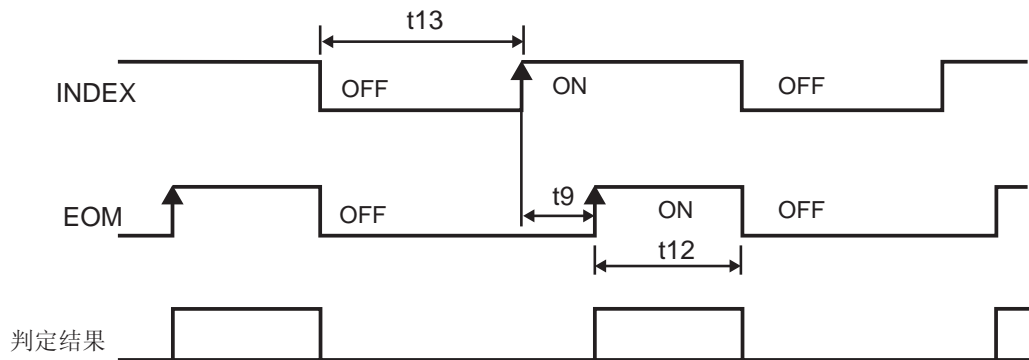 t13
INDEX
OFF
ON
OFF
t9
EOM
OFF
ON
OFF
t12
判定结果